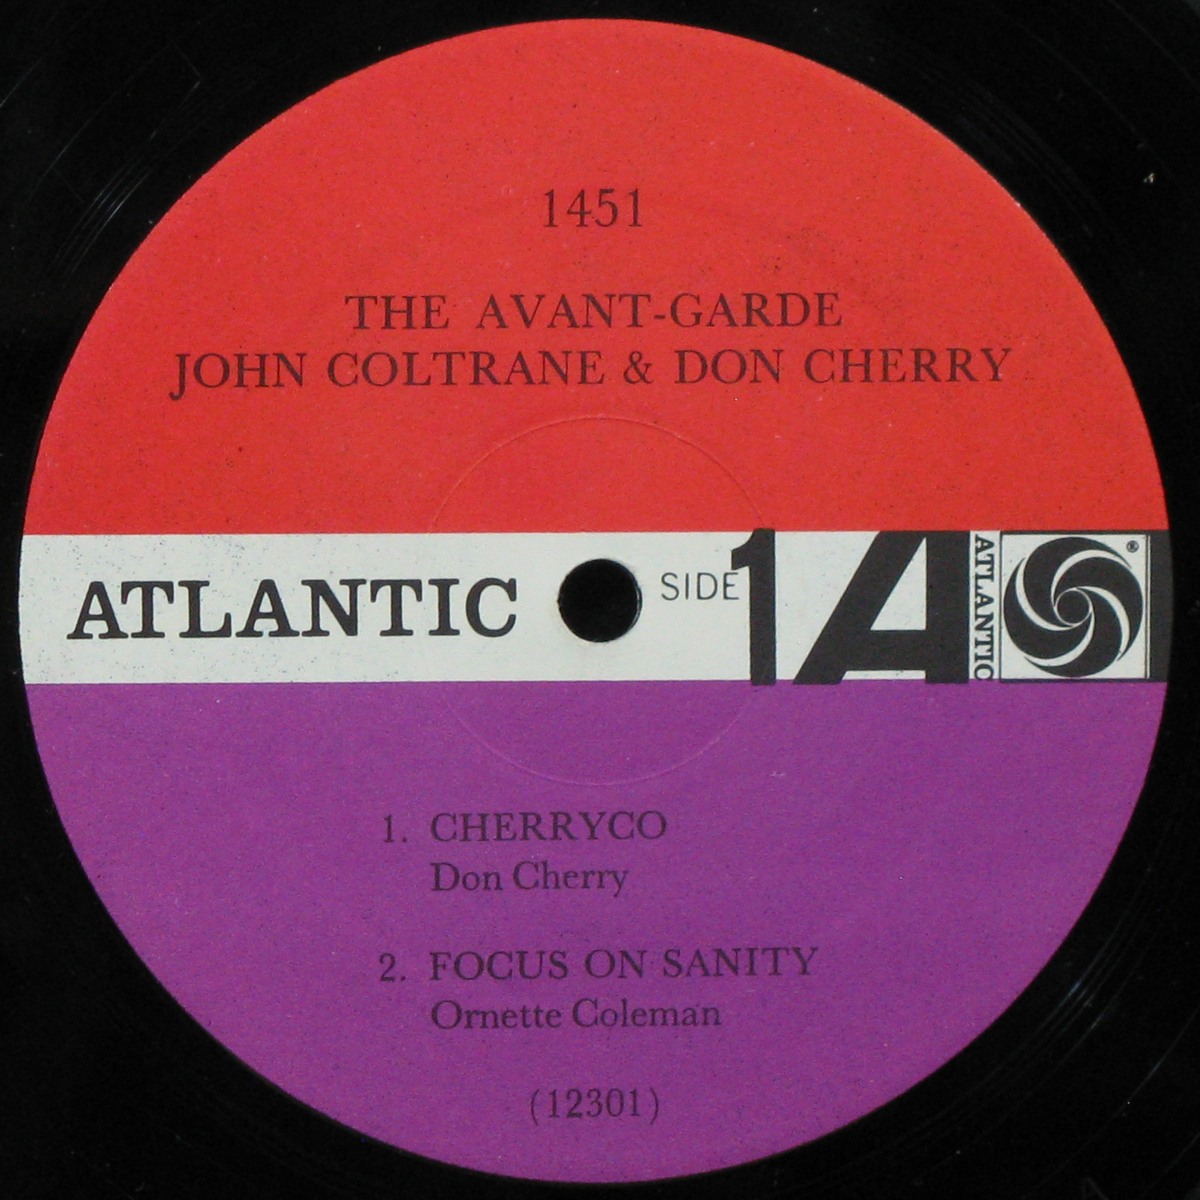 1451
THE AVANT-GARDE
JOHN COLTRANE & DON CHERRY
ATLANTIC
SIDE 1
A
ATLANTIC
®
1. CHERRYCO
Don Cherry
2. FOCUS ON SANITY
Ornette Coleman
(12301)